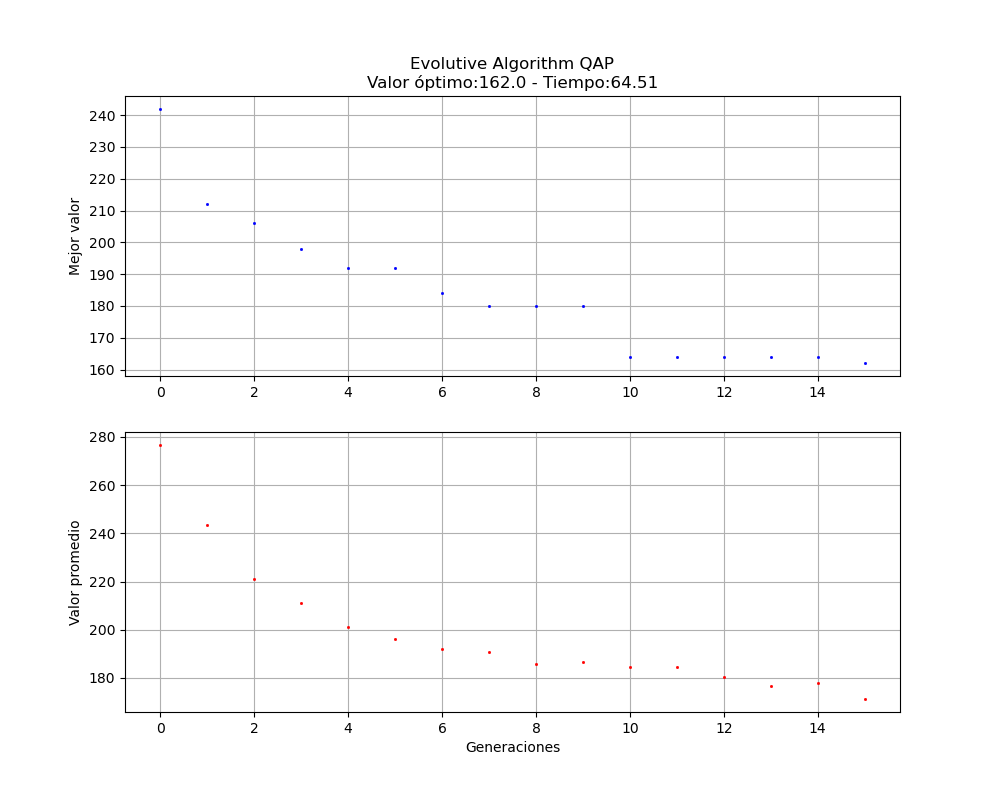 Evolutive Algorithm QAP
Valor óptimo:162.0 - Tiempo:64.51
Mejor valor
240
230
220
210
200
190
180
170
160
0 2 4 6 8 10 12 14
Valor promedio
280
260
240
220
200
180
0 2 4 6 8 10 12 14
Generaciones